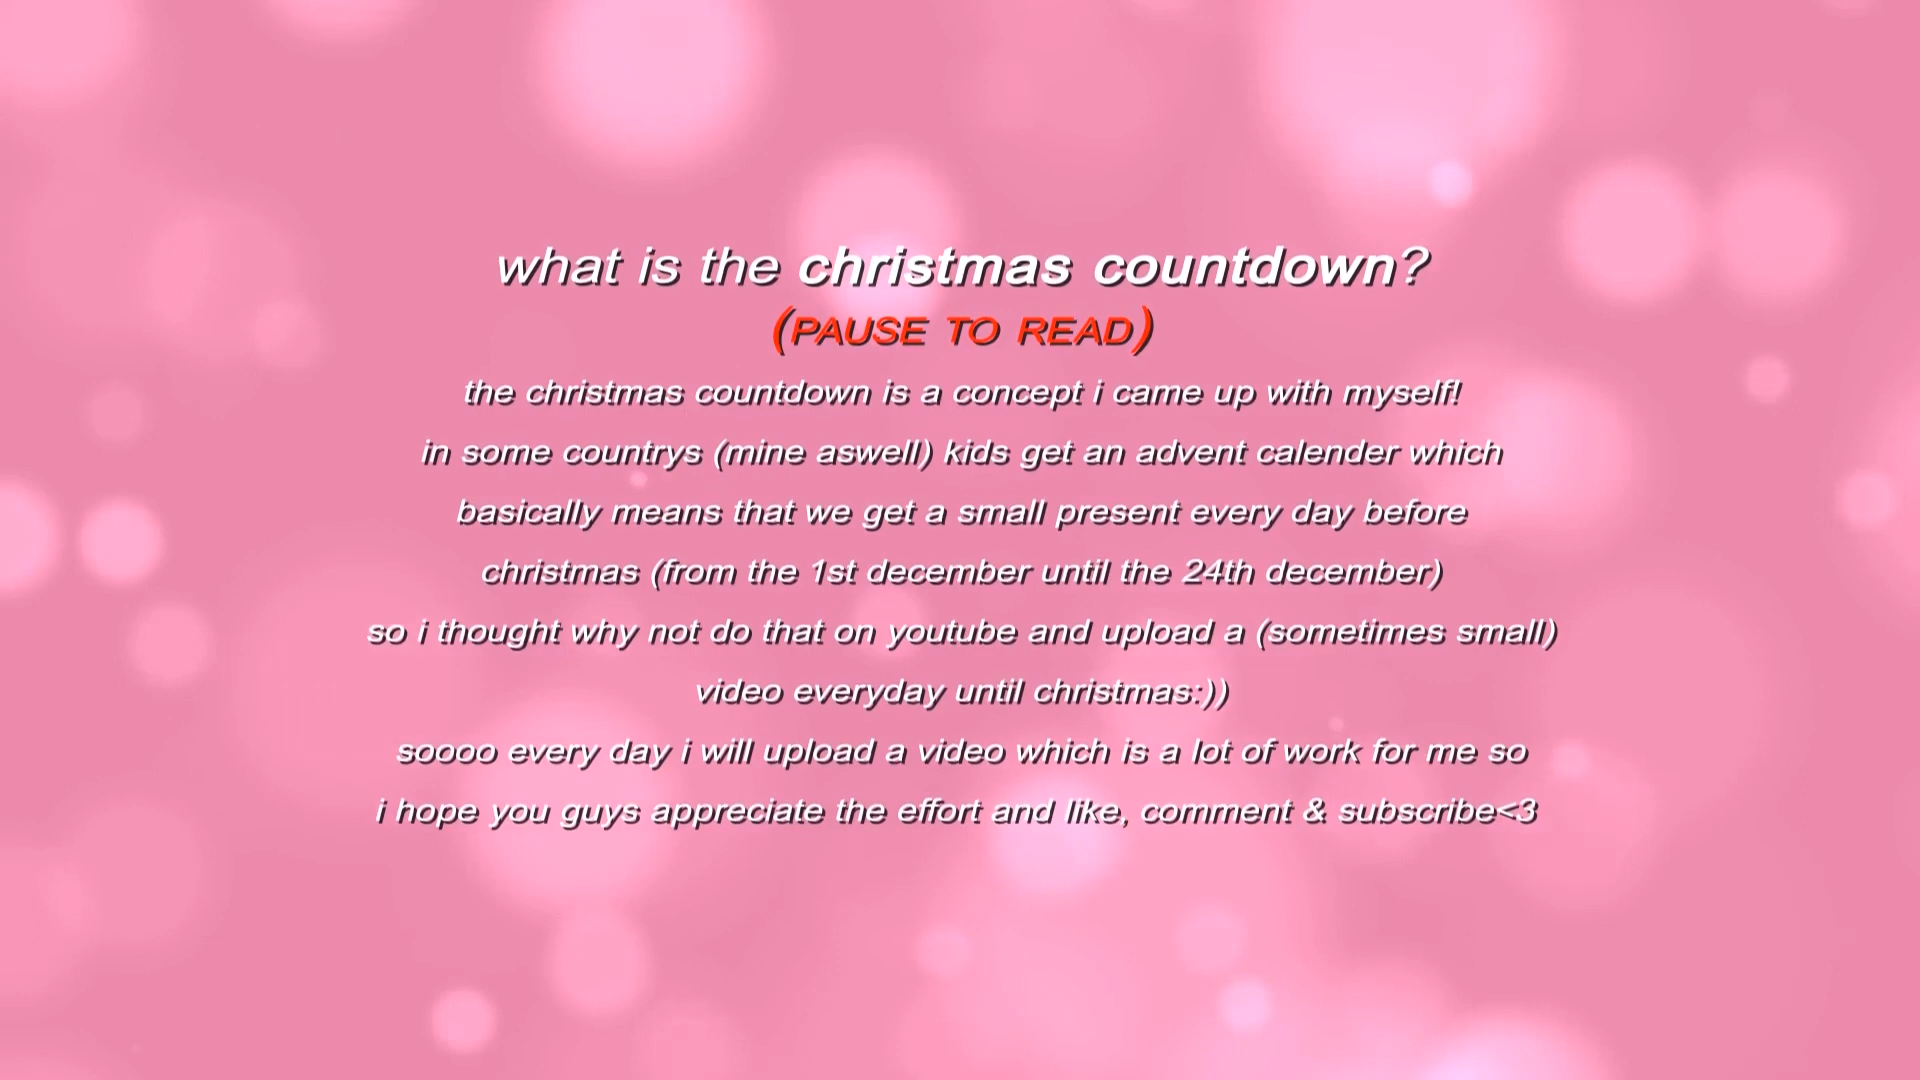 what is the christmas countdown?
(PAUSE TO READ)
the christmas countdown is a concept i came up with myself!
in some countrys (mine aswell) kids get an advent calender which
basically means that we get a small present every day before
christmas (from the 1st december until the 24th december)
so i thought why not do that on youtube and upload a (sometimes small)
video everyday until christmas:))
soooo every day i will upload a video which is a lot of work for me so
i hope you guys appreciate the effort and like, comment & subscribe<3